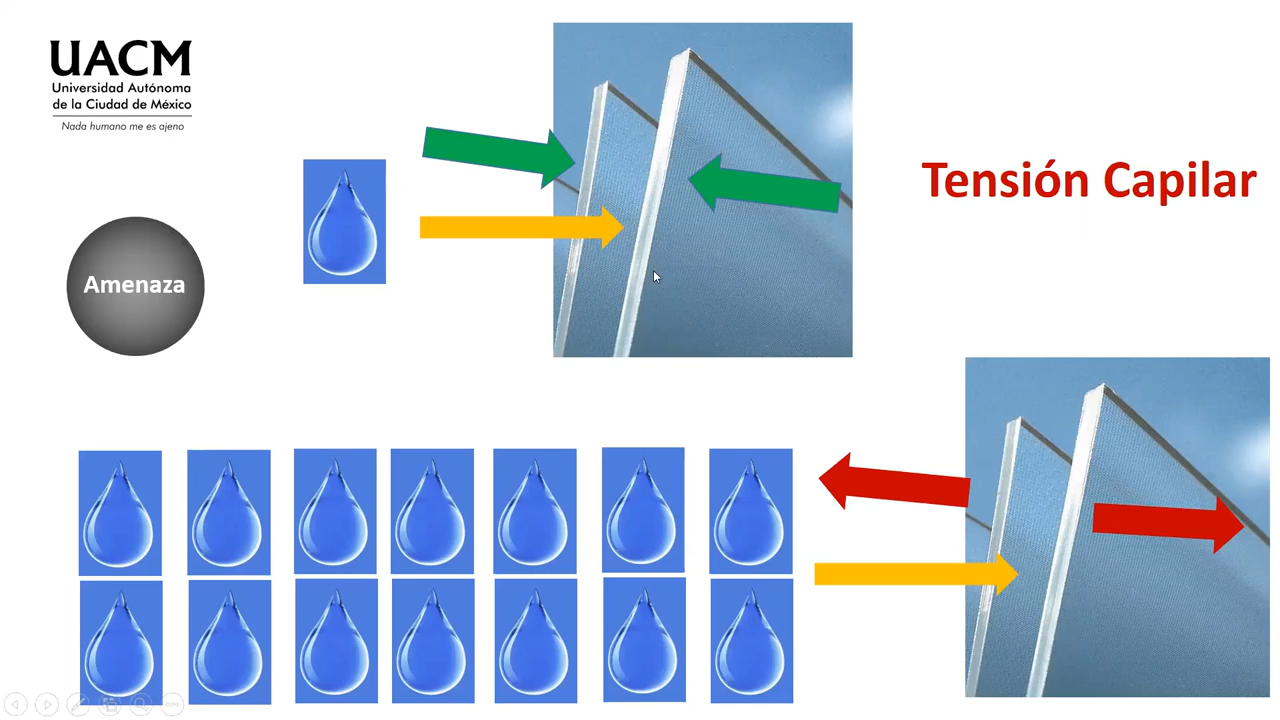 UACM
Universidad Autónoma
de la Ciudad de México
Nada humano me es ajeno
Tensión Capilar
Amenaza